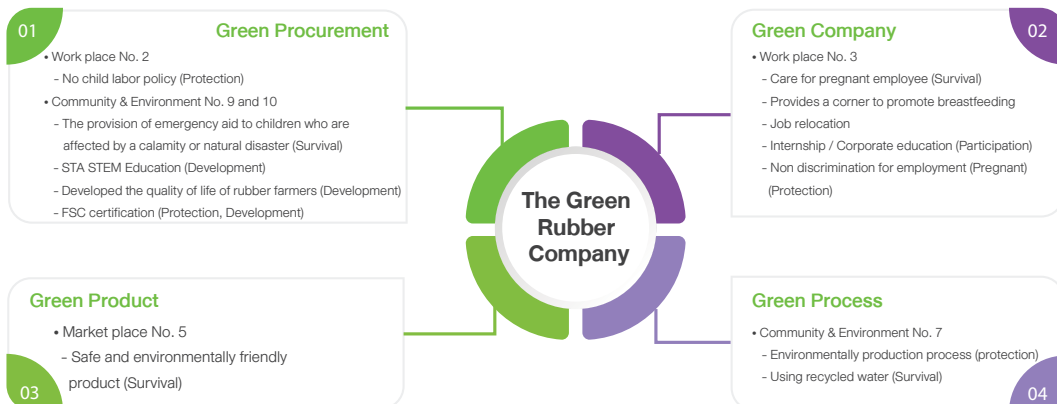 01
Green Procurement
• Work place No. 2
- No child labor policy (Protection)
• Community & Environment No. 9 and 10
- The provision of emergency aid to children who are
affected by a calamity or natural disaster (Survival)
- STA STEM Education (Development)
- Developed the quality of life of rubber farmers (Development)
- FSC certification (Protection, Development)
02
Green Company
• Work place No. 3
- Care for pregnant employee (Survival)
- Provides a corner to promote breastfeeding
- Job relocation
- Internship / Corporate education (Participation)
- Non discrimination for employment (Pregnant)
(Protection)
The Green
Rubber
Company
Green Product
• Market place No. 5
- Safe and environmentally friendly
product (Survival)
03
Green Process
• Community & Environment No. 7
- Environmentally production process (protection)
- Using recycled water (Survival)
04